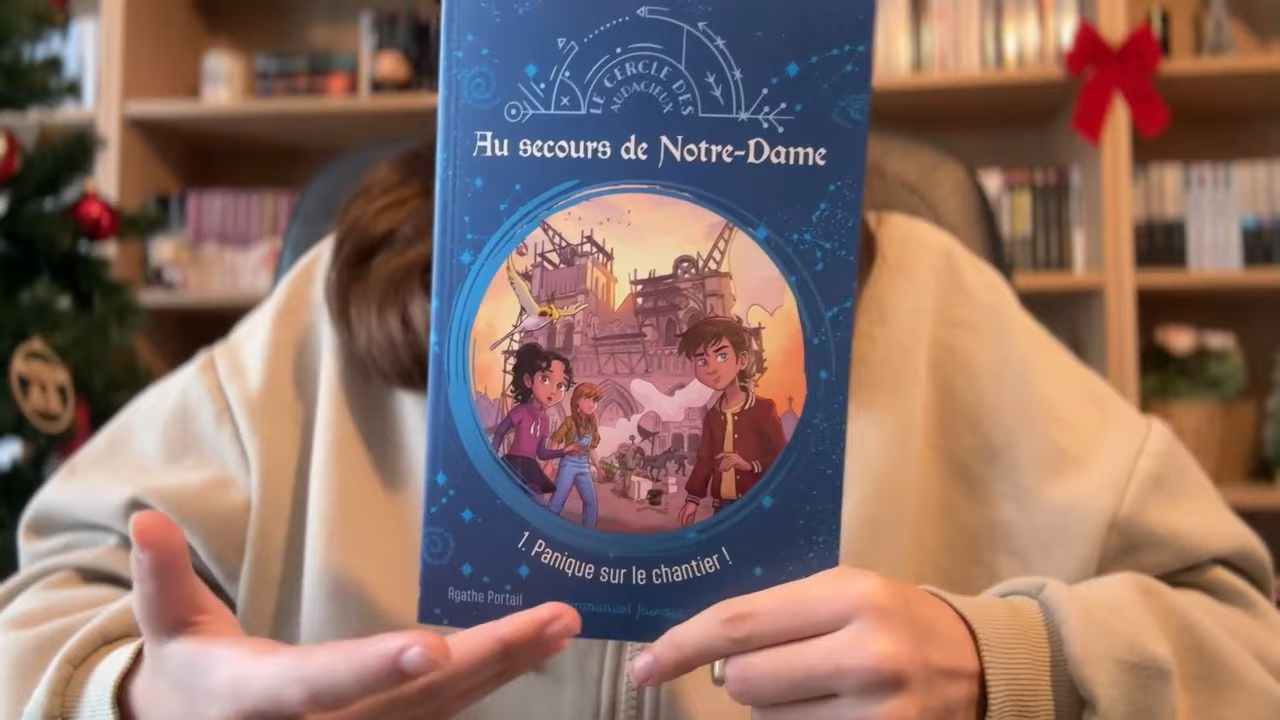 LE CERCLE DES
AUDACIEUX
Au secours de Notre-Dame
1. Panique sur le chantier !
Agathe Portail